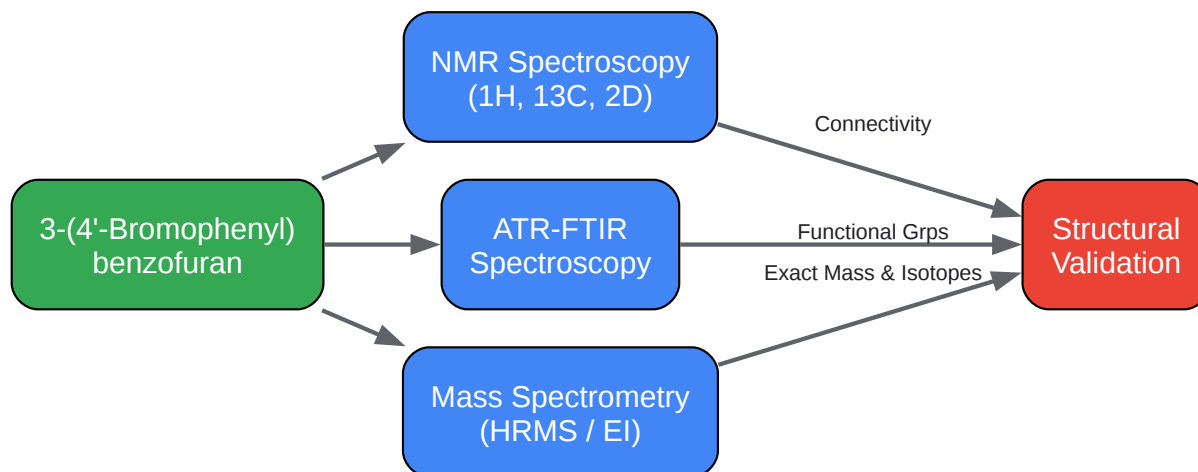 NMR Spectroscopy
(1H, 13C, 2D)
Connectivity
3-(4'-Bromophenyl)
benzofuran
ATR-FTIR
Spectroscopy
Functional Grps
Structural
Validation
Exact Mass & Isotopes
Mass Spectrometry
(HRMS / EI)